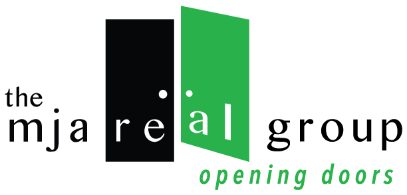 the
mja real group
opening doors